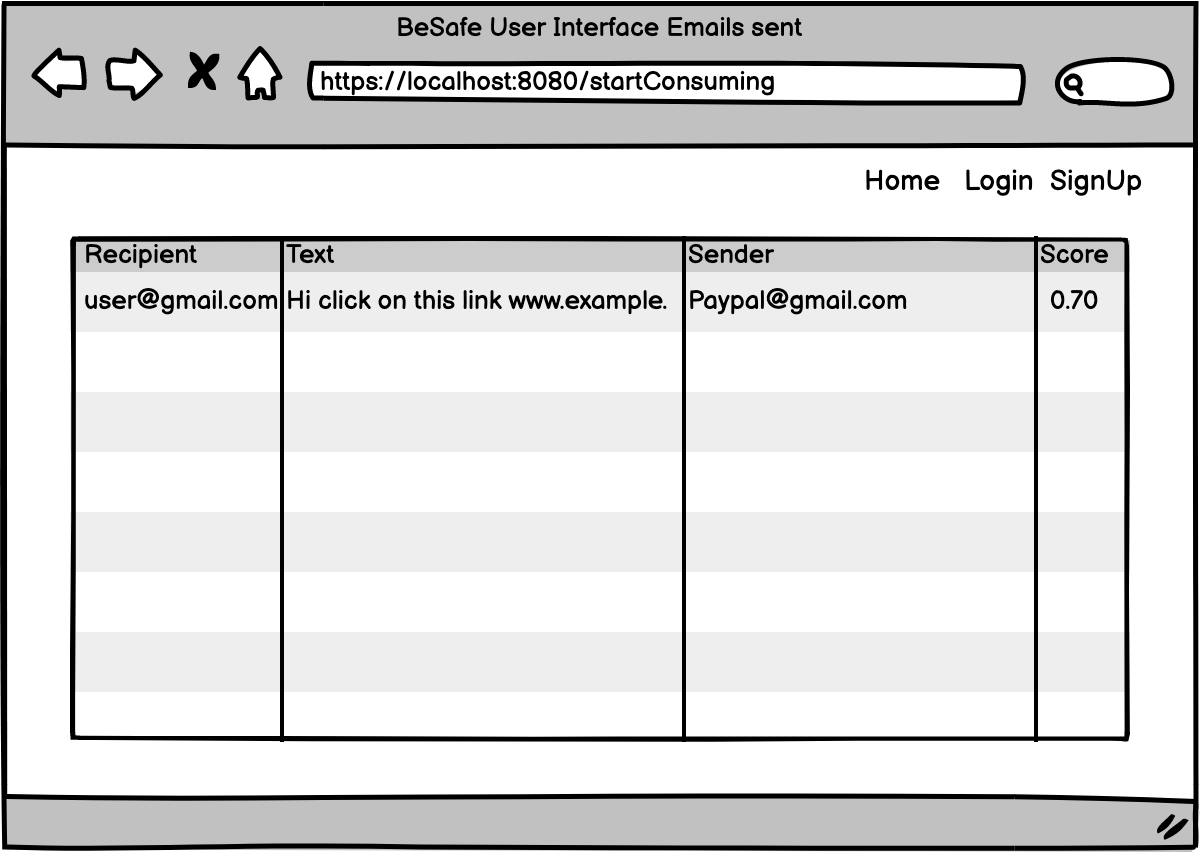 BeSafe User Interface Emails sent
https://localhost:8080/startConsuming
Home Login SignUp
Recipient Text Sender Score
user@gmail.com Hi click on this link www.example. Paypal@gmail.com 0.70